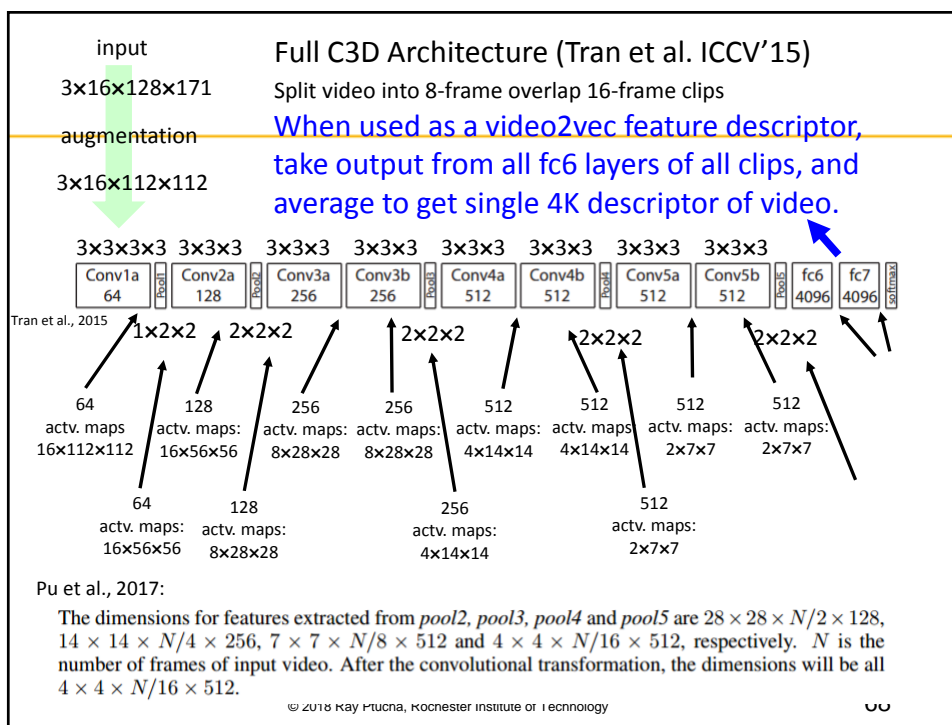 input
3×16×128×171
augmentation
3×16×112×112
Full C3D Architecture (Tran et al. ICCV'15)
Split video into 8-frame overlap 16-frame clips
When used as a video2vec feature descriptor,
take output from all fc6 layers of all clips, and
average to get single 4K descriptor of video.
3×3×3×3 3×3×3 3×3×3 3×3×3 3×3×3 3×3×3 3×3×3 3×3×3
Conv1a 64 Pool1 Conv2a 128 Pool2 Conv3a 256 Conv3b 256 Pool3 Conv4a 512 Conv4b 512 Pool4 Conv5a 512 Conv5b 512 Pool5 fc6 4096 fc7 4096 softmax
Tran et al., 2015
1×2×2 2×2×2 2×2×2 2×2×2 2×2×2
64 128 256 256 512 512 512 512
actv. maps actv. maps: actv. maps: actv. maps: actv. maps: actv. maps: actv. maps: actv. maps:
16×112×112 16×56×56 8×28×28 8×28×28 4×14×14 4×14×14 2×7×7 2×7×7
64 128 256 512
actv. maps: actv. maps: actv. maps: actv. maps:
16×56×56 8×28×28 4×14×14 2×7×7
Pu et al., 2017:
The dimensions for features extracted from pool2, pool3, pool4 and pool5 are 28 × 28 × N/2 × 128,
14 × 14 × N/4 × 256, 7 × 7 × N/8 × 512 and 4 × 4 × N/16 × 512, respectively. N is the
number of frames of input video. After the convolutional transformation, the dimensions will be all
4 × 4 × N/16 × 512.
© 2018 Ray Ptucha, Rochester Institute of Technology